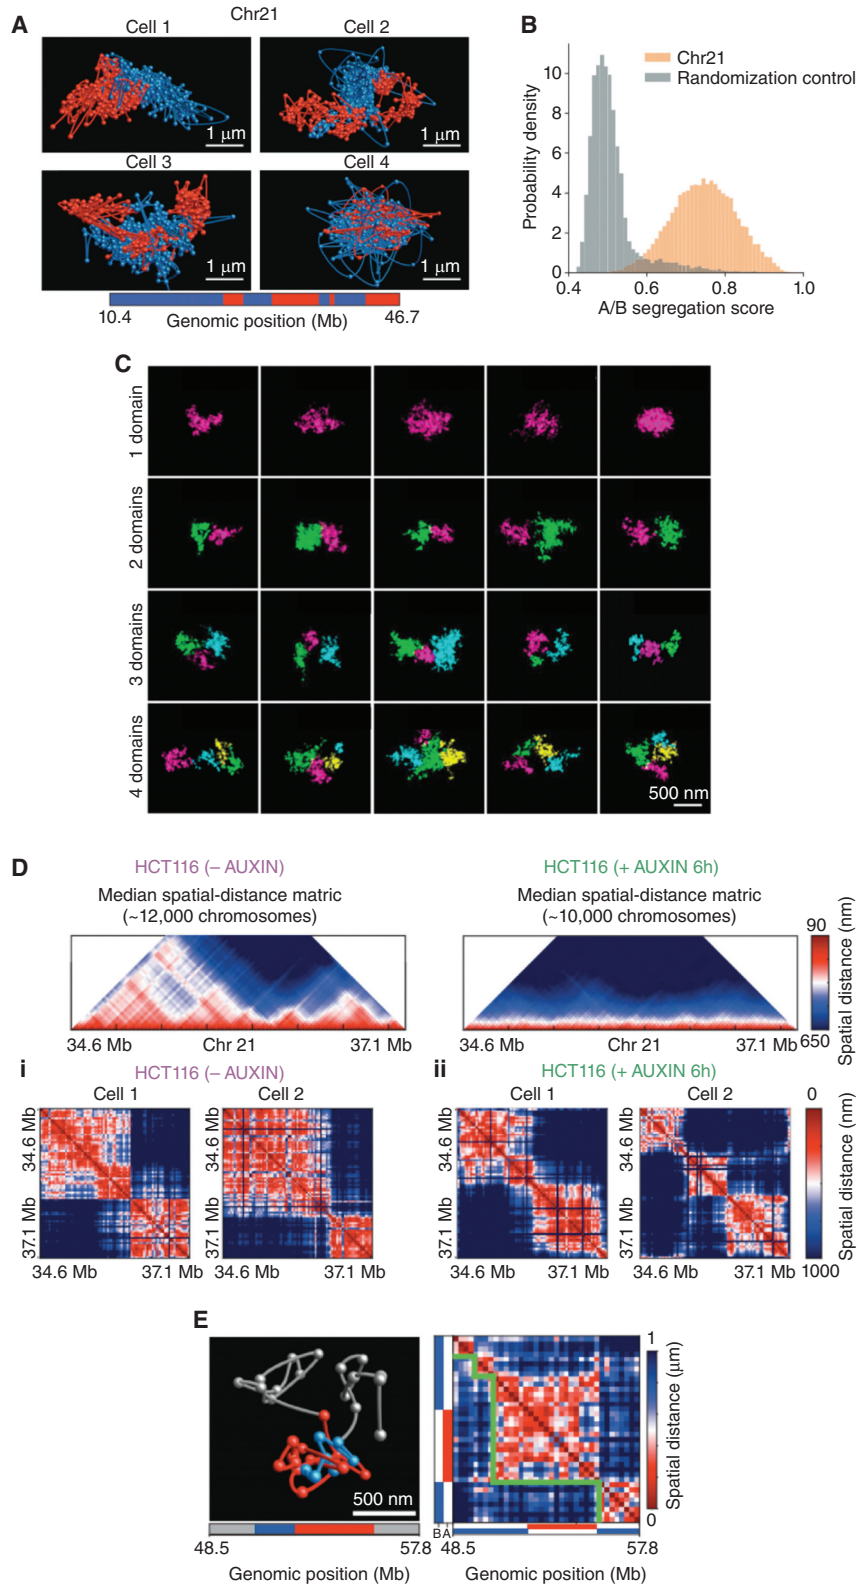 A
Chr21
Cell 1
Cell 2
1 μm
1 μm
Cell 3
Cell 4
1 μm
1 μm
10.4
46.7
Genomic position (Mb)
B
Chr21
Randomization control
Probability density
10
8
6
4
2
0
0.4
0.6
0.8
1.0
A/B segregation score
C
1 domain
2 domains
3 domains
4 domains
500 nm
D
HCT116 (– AUXIN)
Median spatial-distance matric
(~12,000 chromosomes)
34.6 Mb
Chr 21
37.1 Mb
HCT116 (+ AUXIN 6h)
Median spatial-distance matric
(~10,000 chromosomes)
34.6 Mb
Chr 21
37.1 Mb
90
650
Spatial distance (nm)
i
HCT116 (– AUXIN)
Cell 1
Cell 2
34.6 Mb
37.1 Mb
34.6 Mb
37.1 Mb
34.6 Mb
37.1 Mb
34.6 Mb
37.1 Mb
ii
HCT116 (+ AUXIN 6h)
Cell 1
Cell 2
34.6 Mb
37.1 Mb
34.6 Mb
37.1 Mb
34.6 Mb
37.1 Mb
34.6 Mb
37.1 Mb
0
1000
Spatial distance (nm)
E
500 nm
48.5
57.8
Genomic position (Mb)
B A
48.5
57.8
Genomic position (Mb)
1
0
Spatial distance (μm)